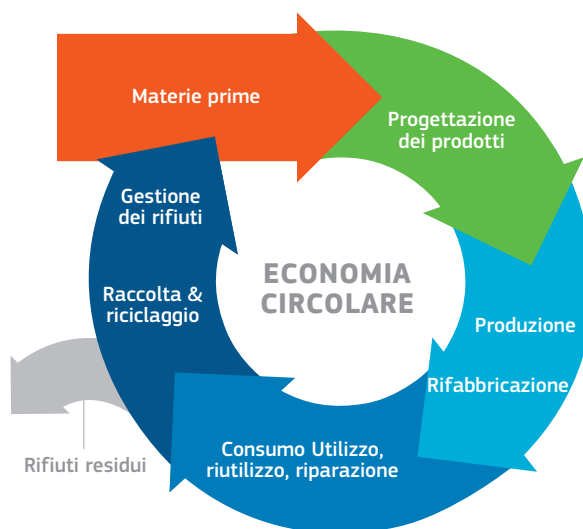 Materie prime
Progettazione
dei prodotti
Gestione
dei rifiuti
ECONOMIA
CIRCOLARE
Raccolta &
riciclaggio
Produzione
Rifabbricazione
Consumo Utilizzo,
riutilizzo, riparazione
Rifiuti residui